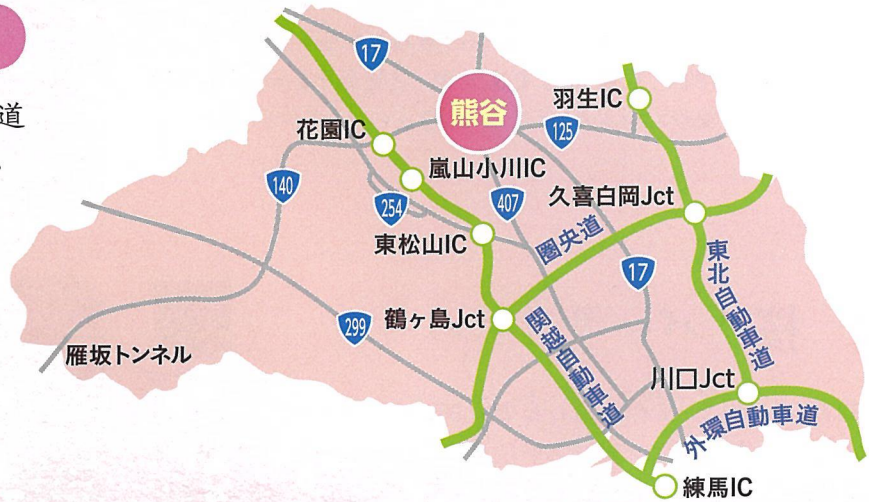 道
17
熊谷
羽生IC
125
花園IC
嵐山小川IC
140
254
407
久喜白岡Jct
東松山IC
圏央道
17
東北自動車道
鶴ヶ島Jct
関越自動車道
299
雁坂トンネル
川口Jct
外環自動車道
練馬IC